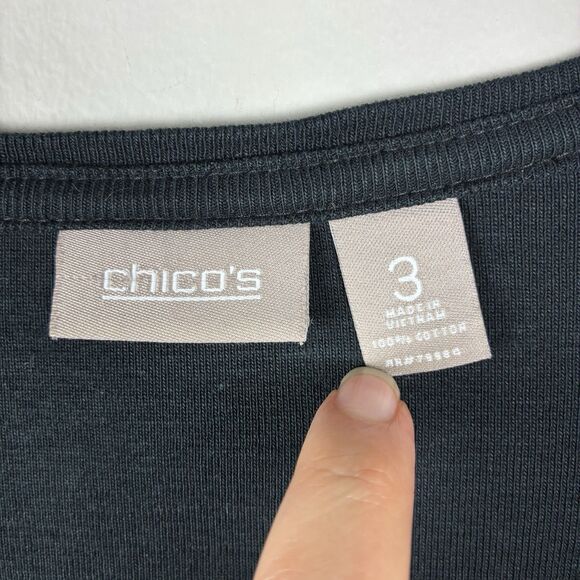 chico's
3
MADE IN
VIETNAM
100% COTTON